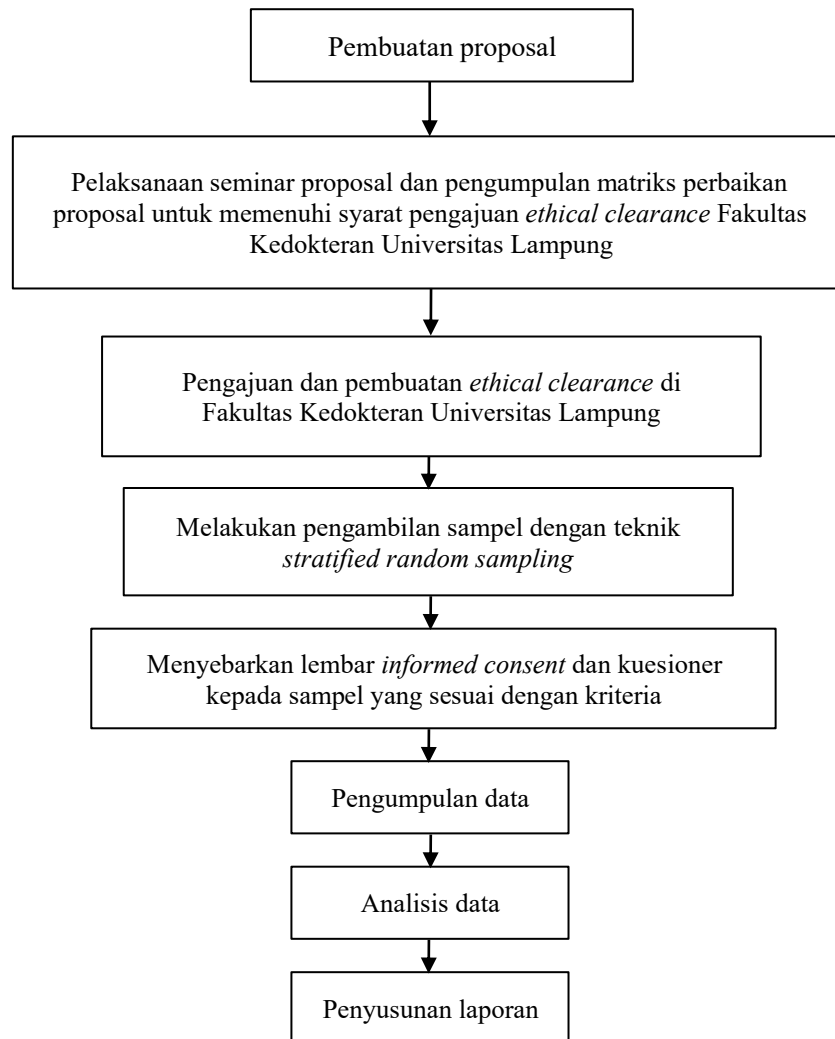 Pembuatan proposal
Pelaksanaan seminar proposal dan pengumpulan matriks perbaikan
proposal untuk memenuhi syarat pengajuan ethical clearance Fakultas
Kedokteran Universitas Lampung
Pengajuan dan pembuatan ethical clearance di
Fakultas Kedokteran Universitas Lampung
Melakukan pengambilan sampel dengan teknik
stratified random sampling
Menyebarkan lembar informed consent dan kuesioner
kepada sampel yang sesuai dengan kriteria
Pengumpulan data
Analisis data
Penyusunan laporan